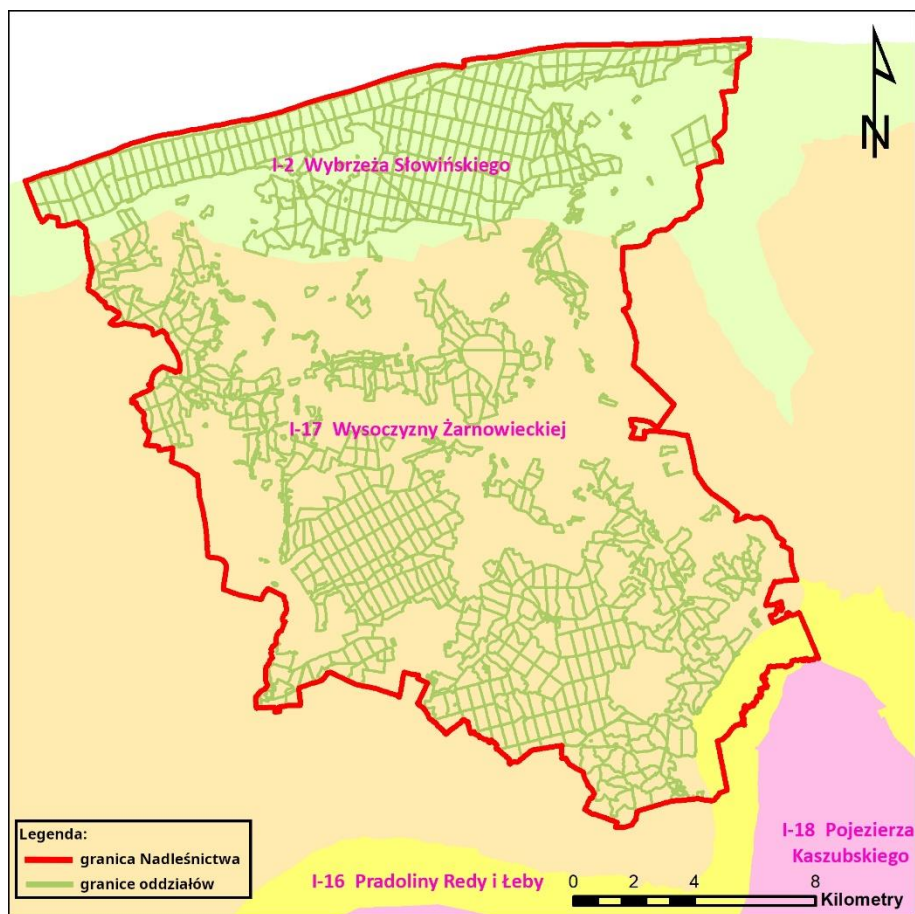 N
I-2 Wybrzeża Słowińskiego
I-17 Wysoczyzny Żarnowieckiej
Legenda:
granica Nadleśnictwa
granice oddziałów
I-16 Pradoliny Redy i Łeby
I-18 Pojezierza
Kaszubskiego
0 2 4 8
Kilometry